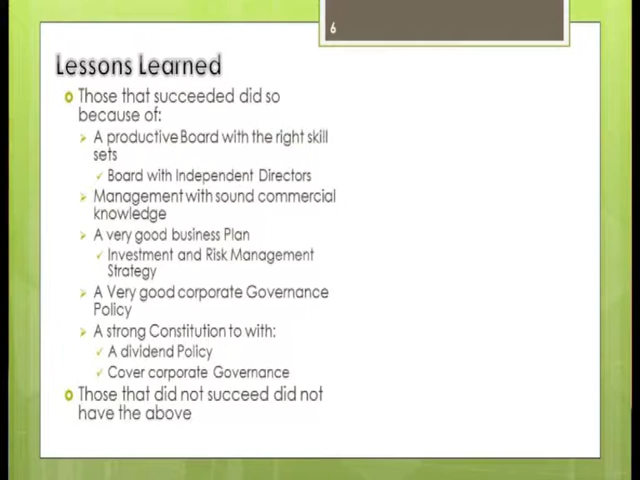 6
Lessons Learned
Those that succeeded did so
because of:
A productive Board with the right skill
sets
Board with Independent Directors
Management with sound commercial
knowledge
A very good business Plan
Investment and Risk Management
Strategy
A Very good corporate Governance
Policy
A strong Constitution to with:
A dividend Policy
Cover corporate Governance
Those that did not succeed did not
have the above